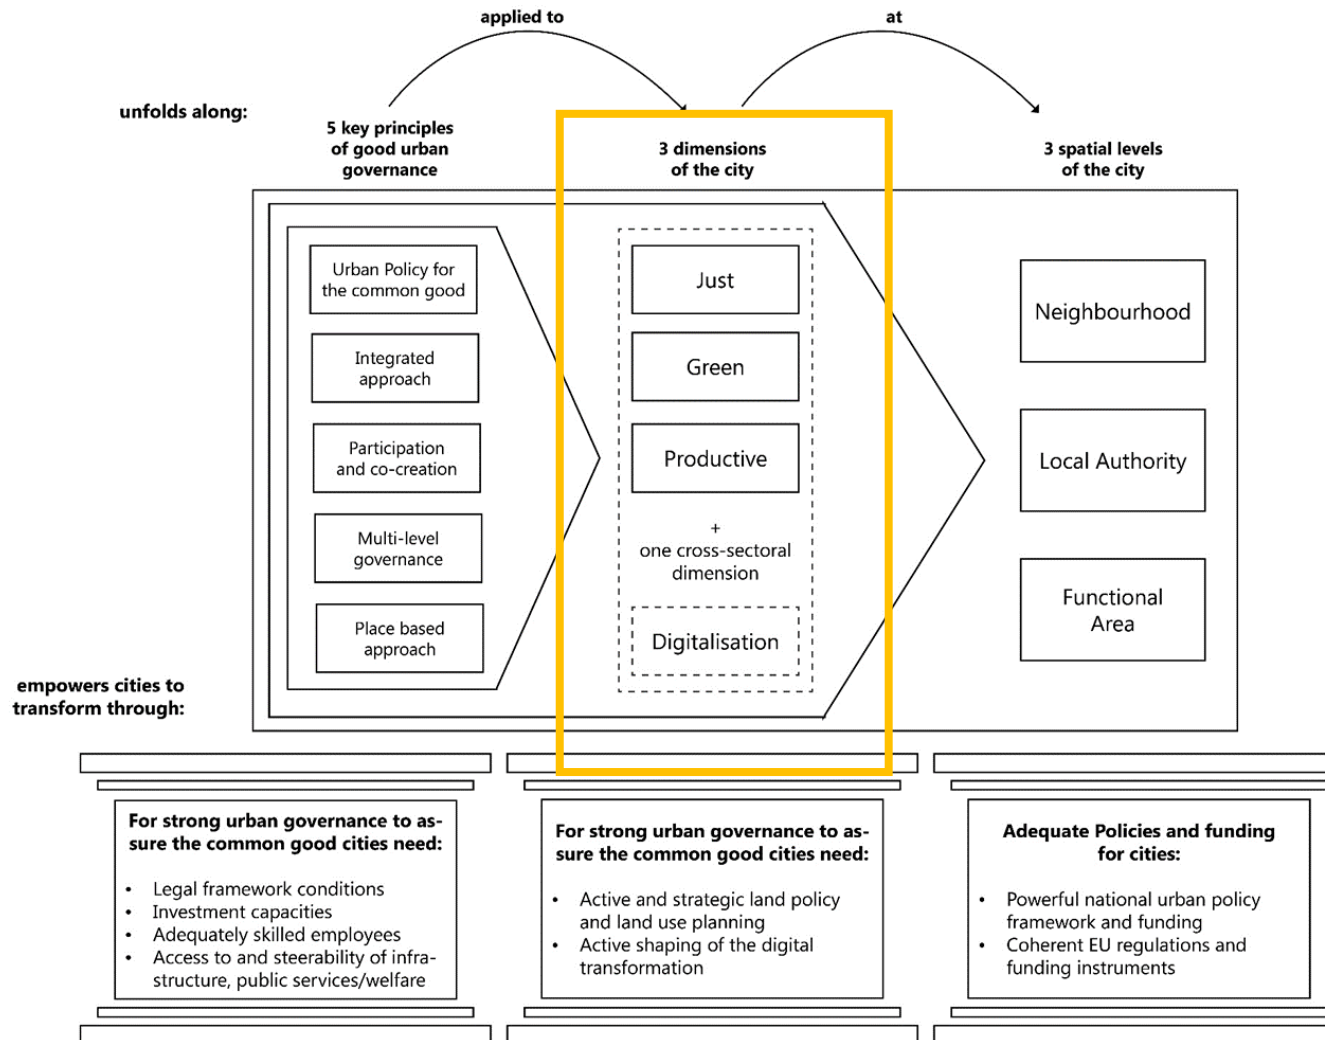 applied to
at
unfolds along:
5 key principles
of good urban
governance
3 dimensions
of the city
3 spatial levels
of the city
Urban Policy for
the common good
Integrated
approach
Participation
and co-creation
Multi-level
governance
Place based
approach
Just
Green
Productive
+
one cross-sectoral
dimension
Digitalisation
Neighbourhood
Local Authority
Functional
Area
empowers cities to
transform through:
For strong urban governance to as-
sure the common good cities need:
• Legal framework conditions
• Investment capacities
• Adequately skilled employees
• Access to and steerability of infra-
structure, public services/welfare
For strong urban governance to as-
sure the common good cities need:
• Active and strategic land policy
and land use planning
• Active shaping of the digital
transformation
Adequate Policies and funding
for cities:
• Powerful national urban policy
framework and funding
• Coherent EU regulations and
funding instruments